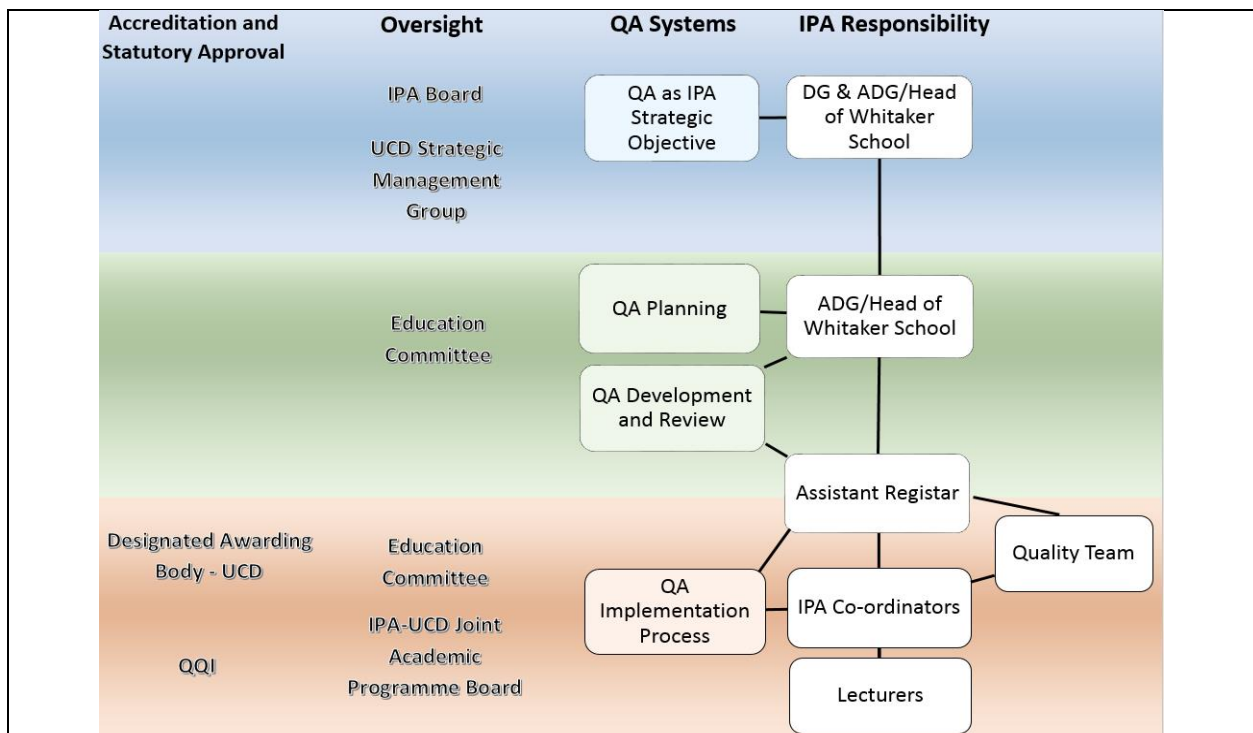 Accreditation and
Statutory Approval
Oversight
QA Systems
IPA Responsibility
IPA Board
UCD Strategic
Management
Group
QA as IPA
Strategic
Objective
DG & ADG/Head
of Whitaker
School
Education
Committee
QA Planning
ADG/Head of
Whitaker School
QA Development
and Review
Assistant Registar
Designated Awarding
Body - UCD
QQI
Education
Committee
IPA-UCD Joint
Academic
Programme Board
QA
Implementation
Process
IPA Co-ordinators
Quality Team
Lecturers